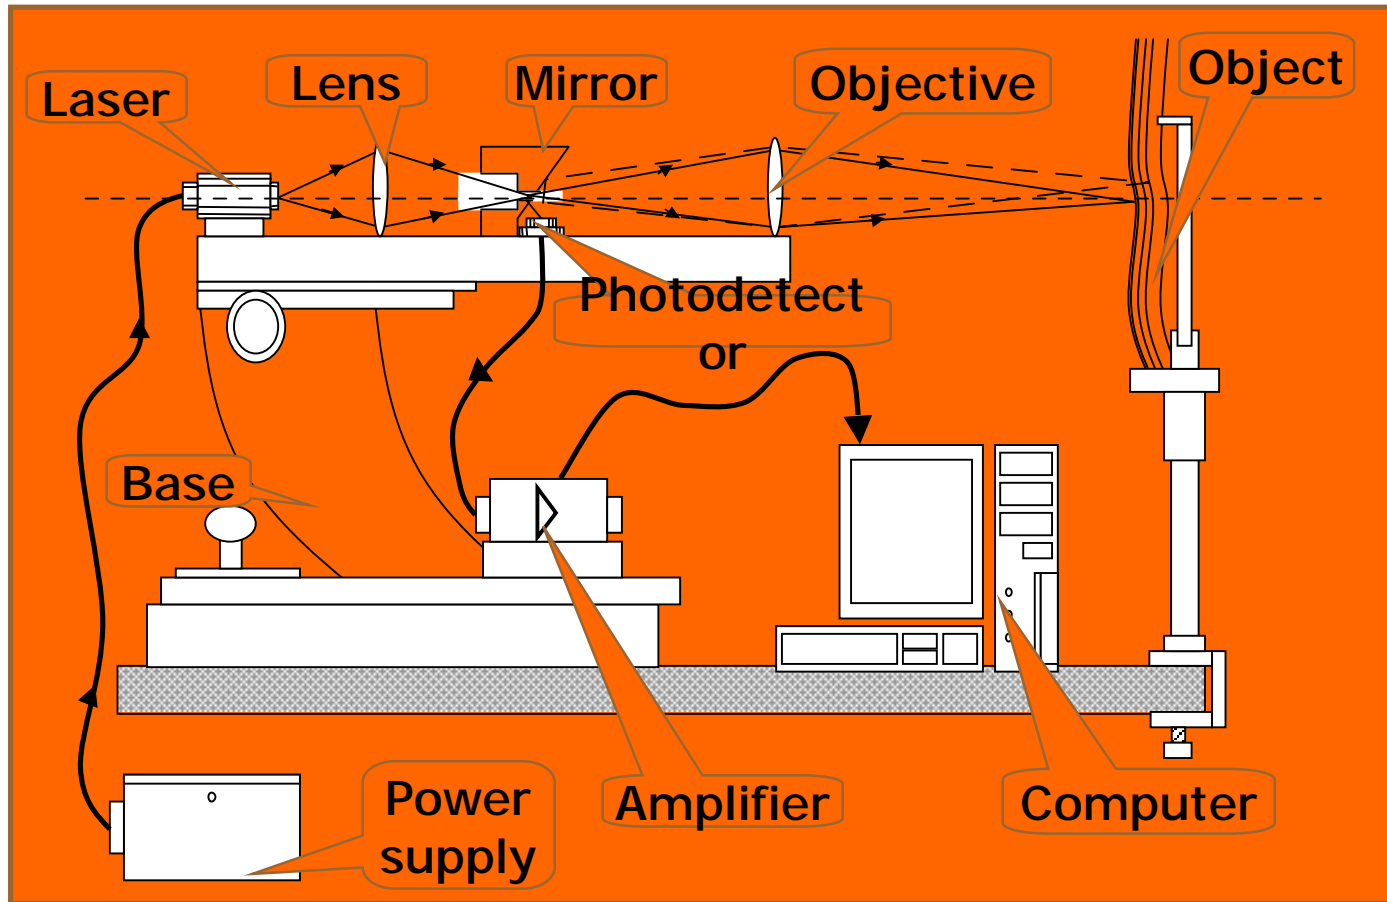 Laser
Lens
Mirror
Objective
Object
Photodetect
or
Base
Power
supply
Amplifier
Computer